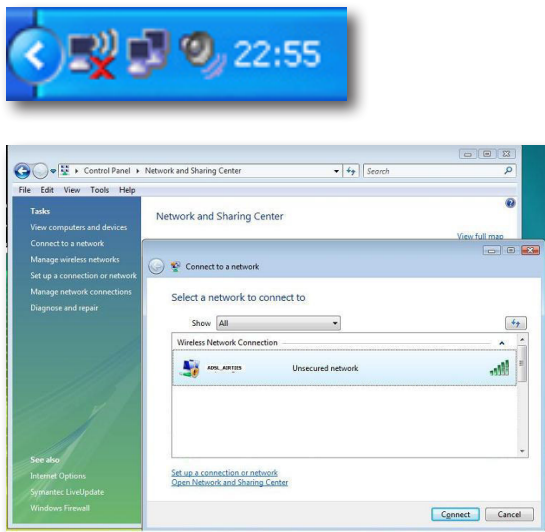 22:55
Control Panel ▸ Network and Sharing Center
Search
File Edit View Tools Help
Tasks
View computers and devices
Connect to a network
Manage wireless networks
Set up a connection or network
Manage network connections
Diagnose and repair
See also
Internet Options
Symantec LiveUpdate
Windows Firewall
Network and Sharing Center
View full map
Connect to a network
Select a network to connect to
Show All
Wireless Network Connection
ADSL_AIRTIES Unsecured network
Set up a connection or network
Open Network and Sharing Center
Connect Cancel